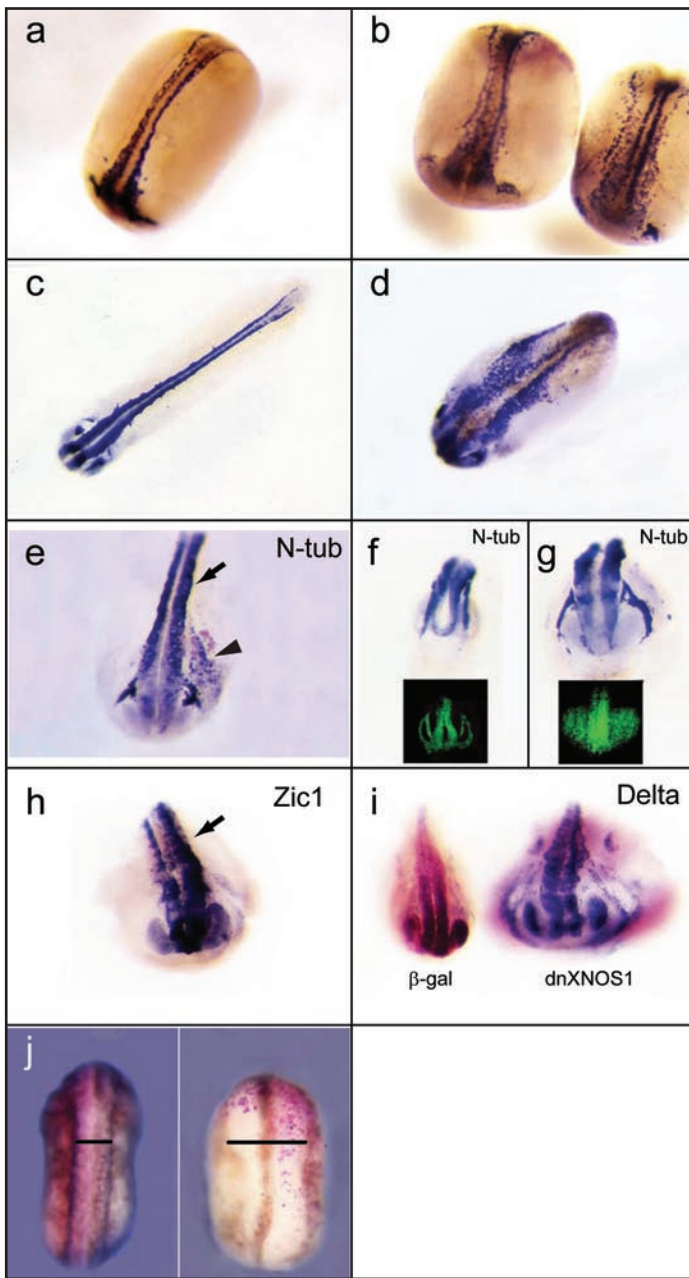 a
b
c
d
e N-tub
f N-tub
g N-tub
h Zic1
i Delta
β-gal dnXNOS1
j